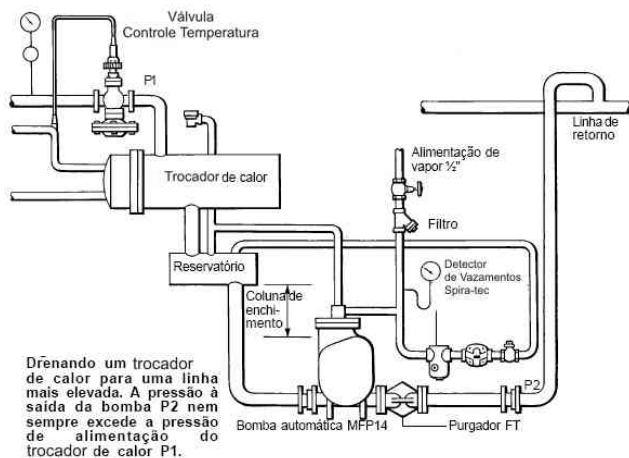 Válvula
Controle Temperatura
P1
Trocador de calor
Linha de
retorno
Alimentação de
vapor ½"
Filtro
Reservatório
Coluna de
enchi-
mento
Detector
de Vazamentos
Spira-tec
Drenando um trocador
de calor para uma linha
mais elevada. A pressão à
saída da bomba P2 nem
sempre excede a pressão
de alimentação do
trocador de calor P1.
P2
Bomba automática MFP14
Purgador FT